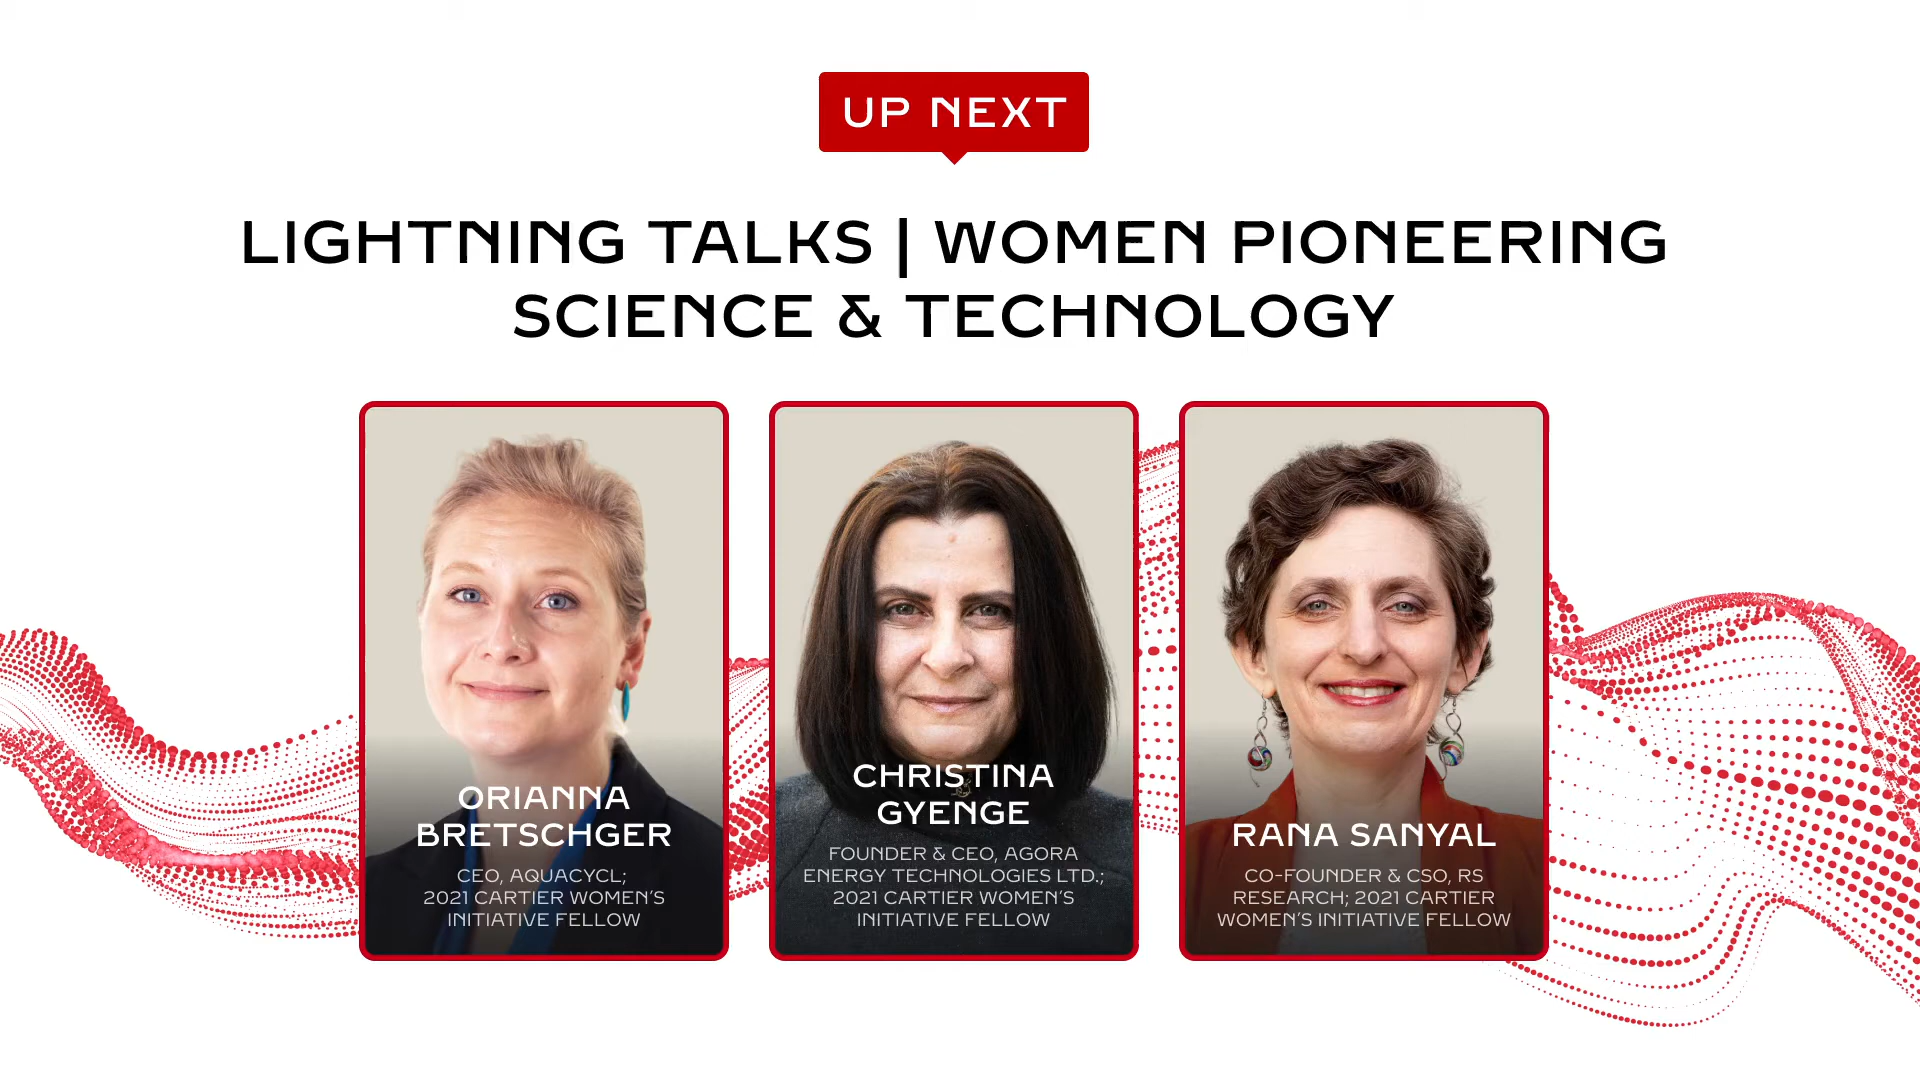 UP NEXT
LIGHTNING TALKS | WOMEN PIONEERING
SCIENCE & TECHNOLOGY
ORIANNA
BRETSCHGER
CEO, AQUACYCL;
2021 CARTIER WOMEN'S
INITIATIVE FELLOW
CHRISTINA
GYENGE
FOUNDER & CEO, AGORA
ENERGY TECHNOLOGIES LTD.;
2021 CARTIER WOMEN'S
INITIATIVE FELLOW
RANA SANYAL
CO-FOUNDER & CSO, RS
RESEARCH; 2021 CARTIER
WOMEN'S INITIATIVE FELLOW